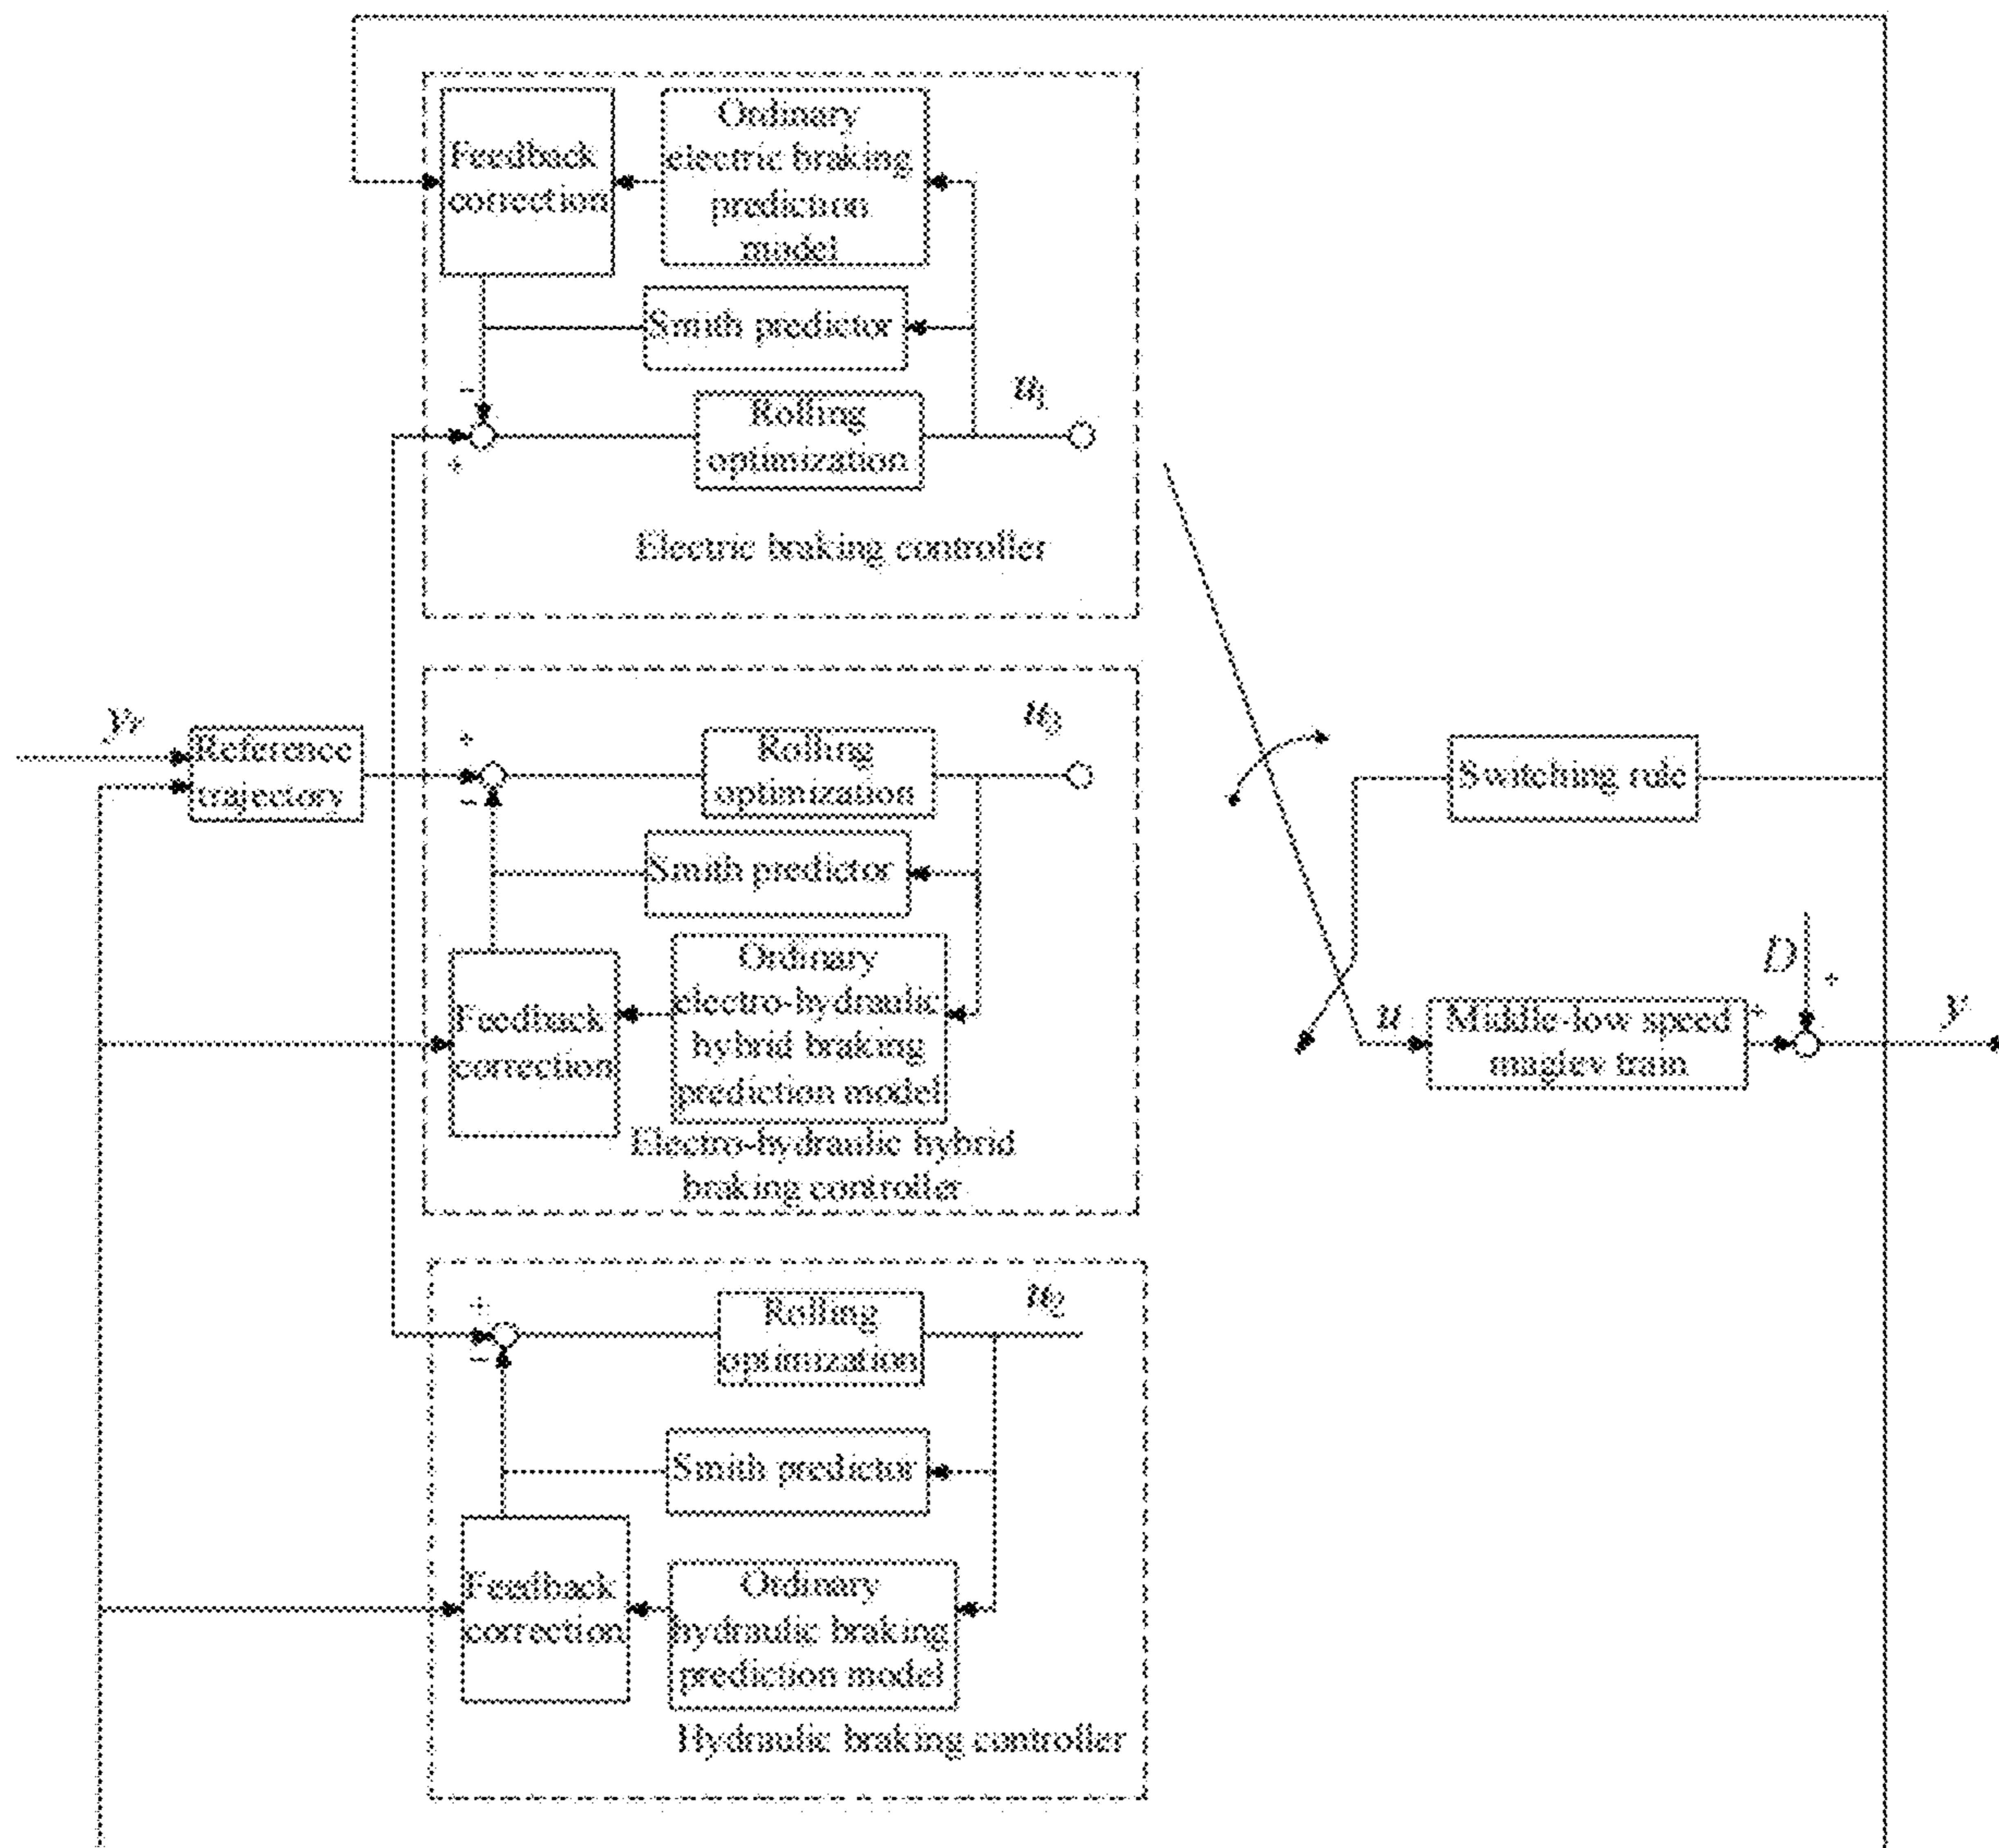 Feedback
correction
Ordinary
electric braking
prediction
model
Smith predictor
-
+
Rolling
optimization
u1
Electric braking controller
yr
Reference
trajectory
+
-
Rolling
optimization
u3
Smith predictor
Feedback
correction
Ordinary
electro-hydraulic
hybrid braking
prediction model
Electro-hydraulic hybrid
braking controller
Switching rule
u
Middle-low speed
maglev train
+
D
+
y
+
-
Rolling
optimization
u2
Smith predictor
Feedback
correction
Ordinary
hydraulic braking
prediction model
Hydraulic braking controller